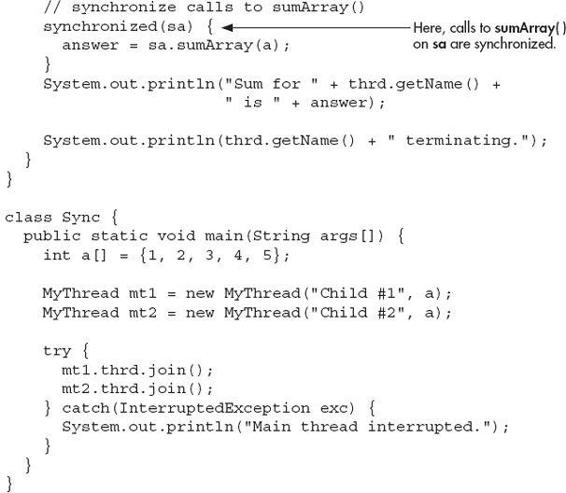 // synchronize calls to sumArray()
synchronized(sa) {
Here, calls to sumArray()
on sa are synchronized.
answer = sa.sumArray(a);
}
System.out.println("Sum for " + thrd.getName() +
" is " + answer);
System.out.println(thrd.getName() + " terminating.");
}
}
class Sync {
public static void main(String args[]) {
int a[] = {1, 2, 3, 4, 5};
MyThread mt1 = new MyThread("Child #1", a);
MyThread mt2 = new MyThread("Child #2", a);
try {
mt1.thrd.join();
mt2.thrd.join();
} catch(InterruptedException exc) {
System.out.println("Main thread interrupted.");
}
}
}